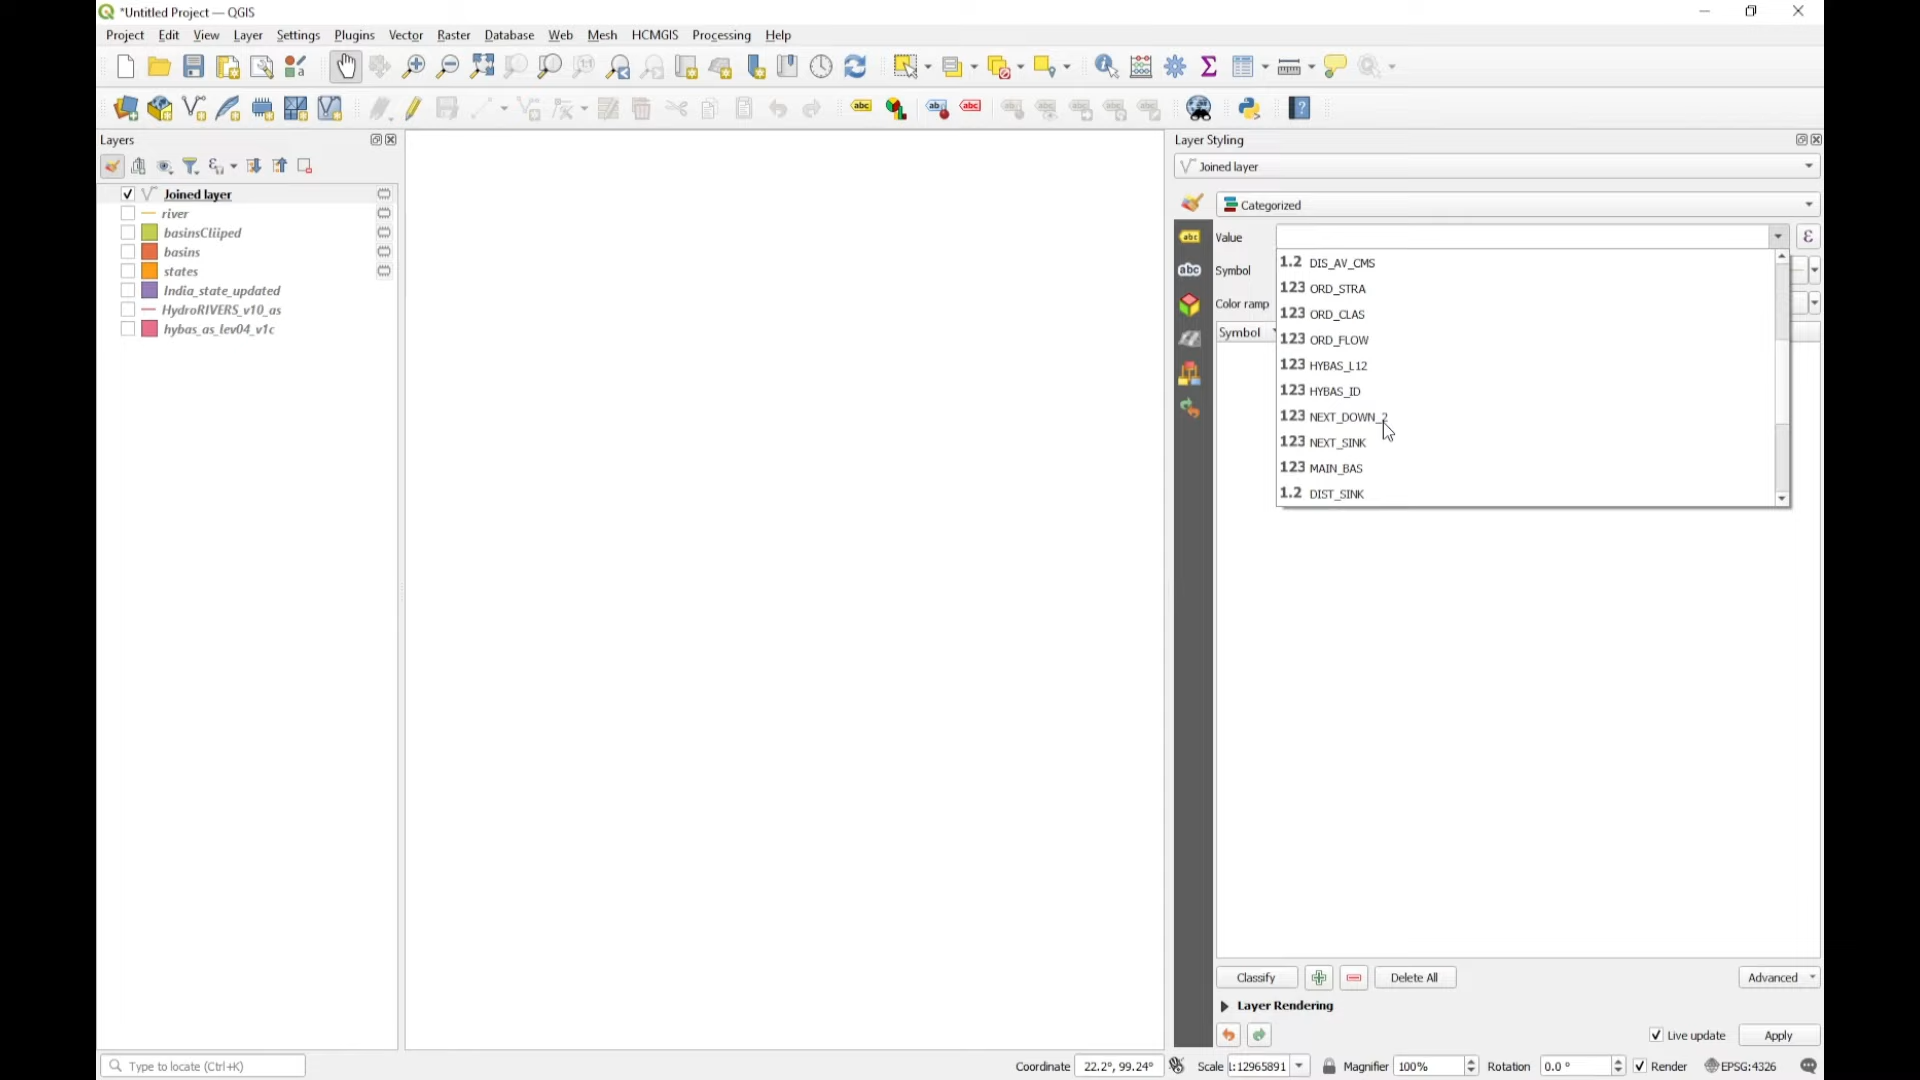 *Untitled Project — QGIS
Project Edit View Layer Settings Plugins Vector Raster Database Web Mesh HCMGIS Processing Help
Layers
Joined layer
river
basinsCliiped
basins
states
India_state_updated
HydroRIVERS_v10_as
hybas_as_lev04_v1c
Layer Styling
Joined layer
Categorized
Value
Symbol
Color ramp
Symbol
1.2 DIS_AV_CMS
123 ORD_STRA
123 ORD_CLAS
123 ORD_FLOW
123 HYBAS_L12
123 HYBAS_ID
123 NEXT_DOWN_2
123 NEXT_SINK
123 MAIN_BAS
1.2 DIST_SINK
Classify Delete All Advanced
Layer Rendering
Live update Apply
Type to locate (Ctrl+K) Coordinate 22.2°, 99.24° Scale 1:12965891 Magnifier 100% Rotation 0.0 ° Render EPSG:4326